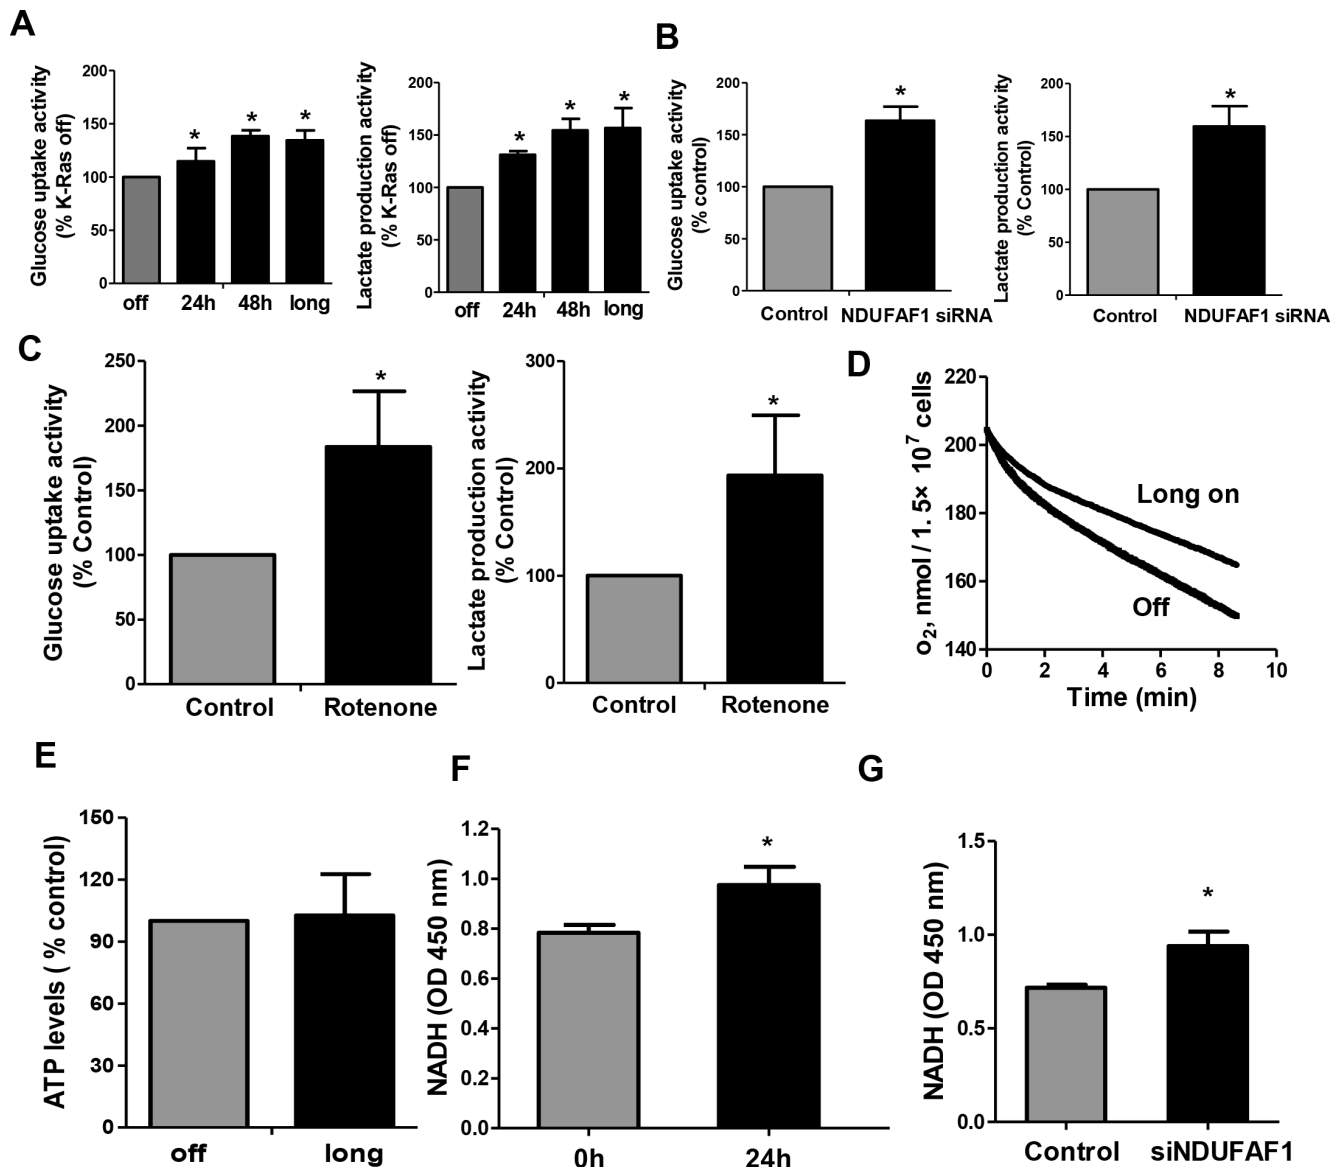 A
Glucose uptake activity
(% K-Ras off)
200
150
100
50
0
*
*
*
off 24h 48h long
Lactate production activity
(% K-Ras off)
200
150
100
50
0
*
*
*
off 24h 48h long
B
Glucose uptake activity
(% control)
200
150
100
50
0
*
Control NDUFAF1 siRNA
Lactate production activity
(% Control)
200
150
100
50
0
*
Control NDUFAF1 siRNA
C
Glucose uptake activity
(% Control)
250
200
150
100
50
0
*
Control Rotenone
Lactate production activity
(% Control)
300
200
100
0
*
Control Rotenone
D
o₂, nmol / 1. 5× 10⁷ cells
220
200
180
160
140
Long on
Off
0 2 4 6 8 10
Time (min)
E
ATP levels ( % control)
150
120
90
60
30
0
off long
F
NADH (OD 450 nm)
1.2
1.0
0.8
0.6
0.4
0.2
0.0
*
0h 24h
G
NADH (OD 450 nm)
1.5
1.0
0.5
0.0
*
Control siNDUFAF1